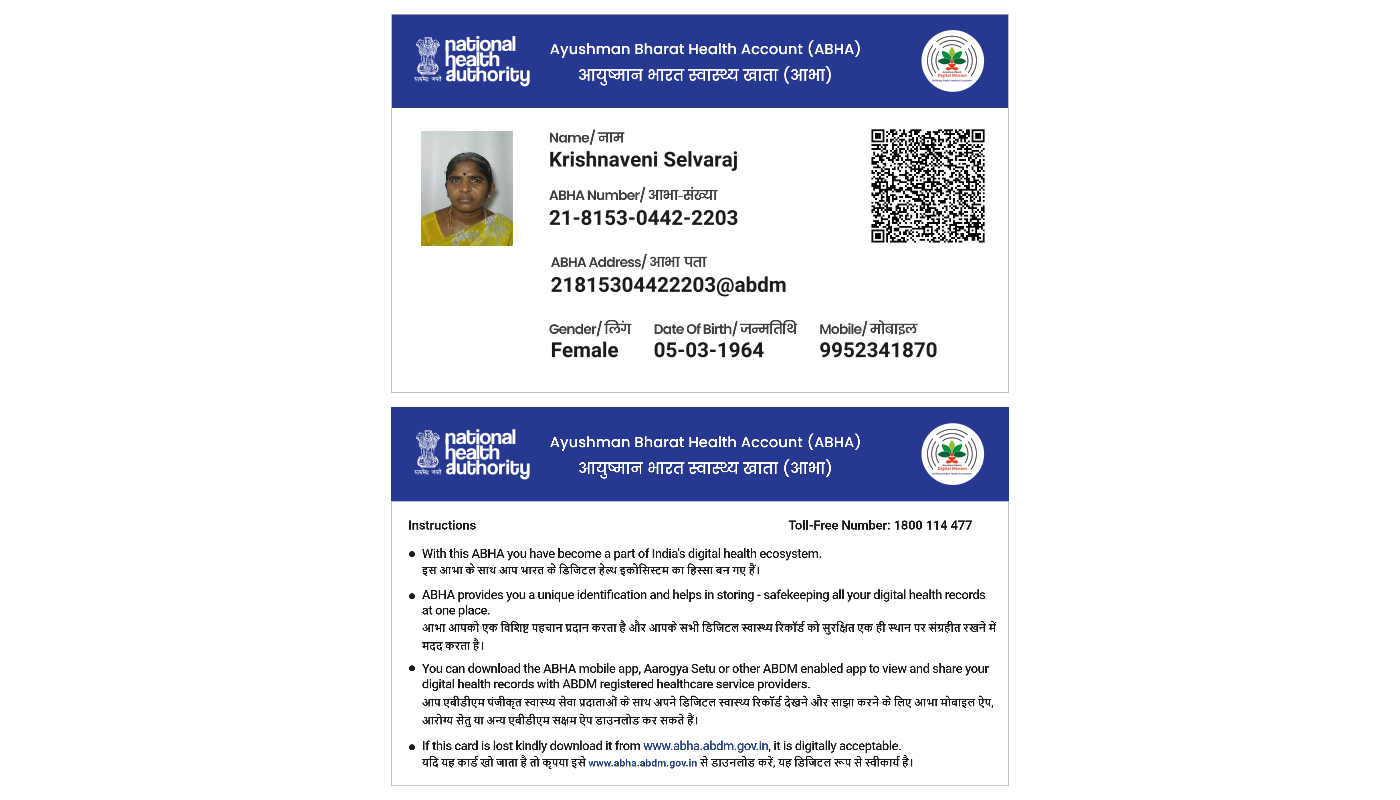 national
health
authority
सत्यमेव जयते
Ayushman Bharat Health Account (ABHA)
आयुष्मान भारत स्वास्थ्य खाता (आभा)
Digital Mission
Name/ नाम
Krishnaveni Selvaraj
ABHA Number/ आभा-संख्या
21-8153-0442-2203
ABHA Address/ आभा पता
21815304422203@abdm
Gender/ लिंग Date Of Birth/ जन्मतिथि Mobile/ मोबाइल
Female 05-03-1964 9952341870
national
health
authority
सत्यमेव जयते
Ayushman Bharat Health Account (ABHA)
आयुष्मान भारत स्वास्थ्य खाता (आभा)
Digital Mission
Instructions Toll-Free Number: 1800 114 477
● With this ABHA you have become a part of India's digital health ecosystem.
इस आभा के साथ आप भारत के डिजिटल हेल्थ इकोसिस्टम का हिस्सा बन गए हैं।
● ABHA provides you a unique identification and helps in storing - safekeeping all your digital health records
at one place.
आभा आपको एक विशिष्ट पहचान प्रदान करता है और आपके सभी डिजिटल स्वास्थ्य रिकॉर्ड को सुरक्षित एक ही स्थान पर संग्रहीत रखने में
मदद करता है।
● You can download the ABHA mobile app, Aarogya Setu or other ABDM enabled app to view and share your
digital health records with ABDM registered healthcare service providers.
आप एबीडीएम पंजीकृत स्वास्थ्य सेवा प्रदाताओं के साथ अपने डिजिटल स्वास्थ्य रिकॉर्ड देखने और साझा करने के लिए आभा मोबाइल ऐप,
आरोग्य सेतु या अन्य एबीडीएम सक्षम ऐप डाउनलोड कर सकते हैं।
● If this card is lost kindly download it from www.abha.abdm.gov.in, it is digitally acceptable.
यदि यह कार्ड खो जाता है तो कृपया इसे www.abha.abdm.gov.in से डाउनलोड करें, यह डिजिटल रूप से स्वीकार्य है।